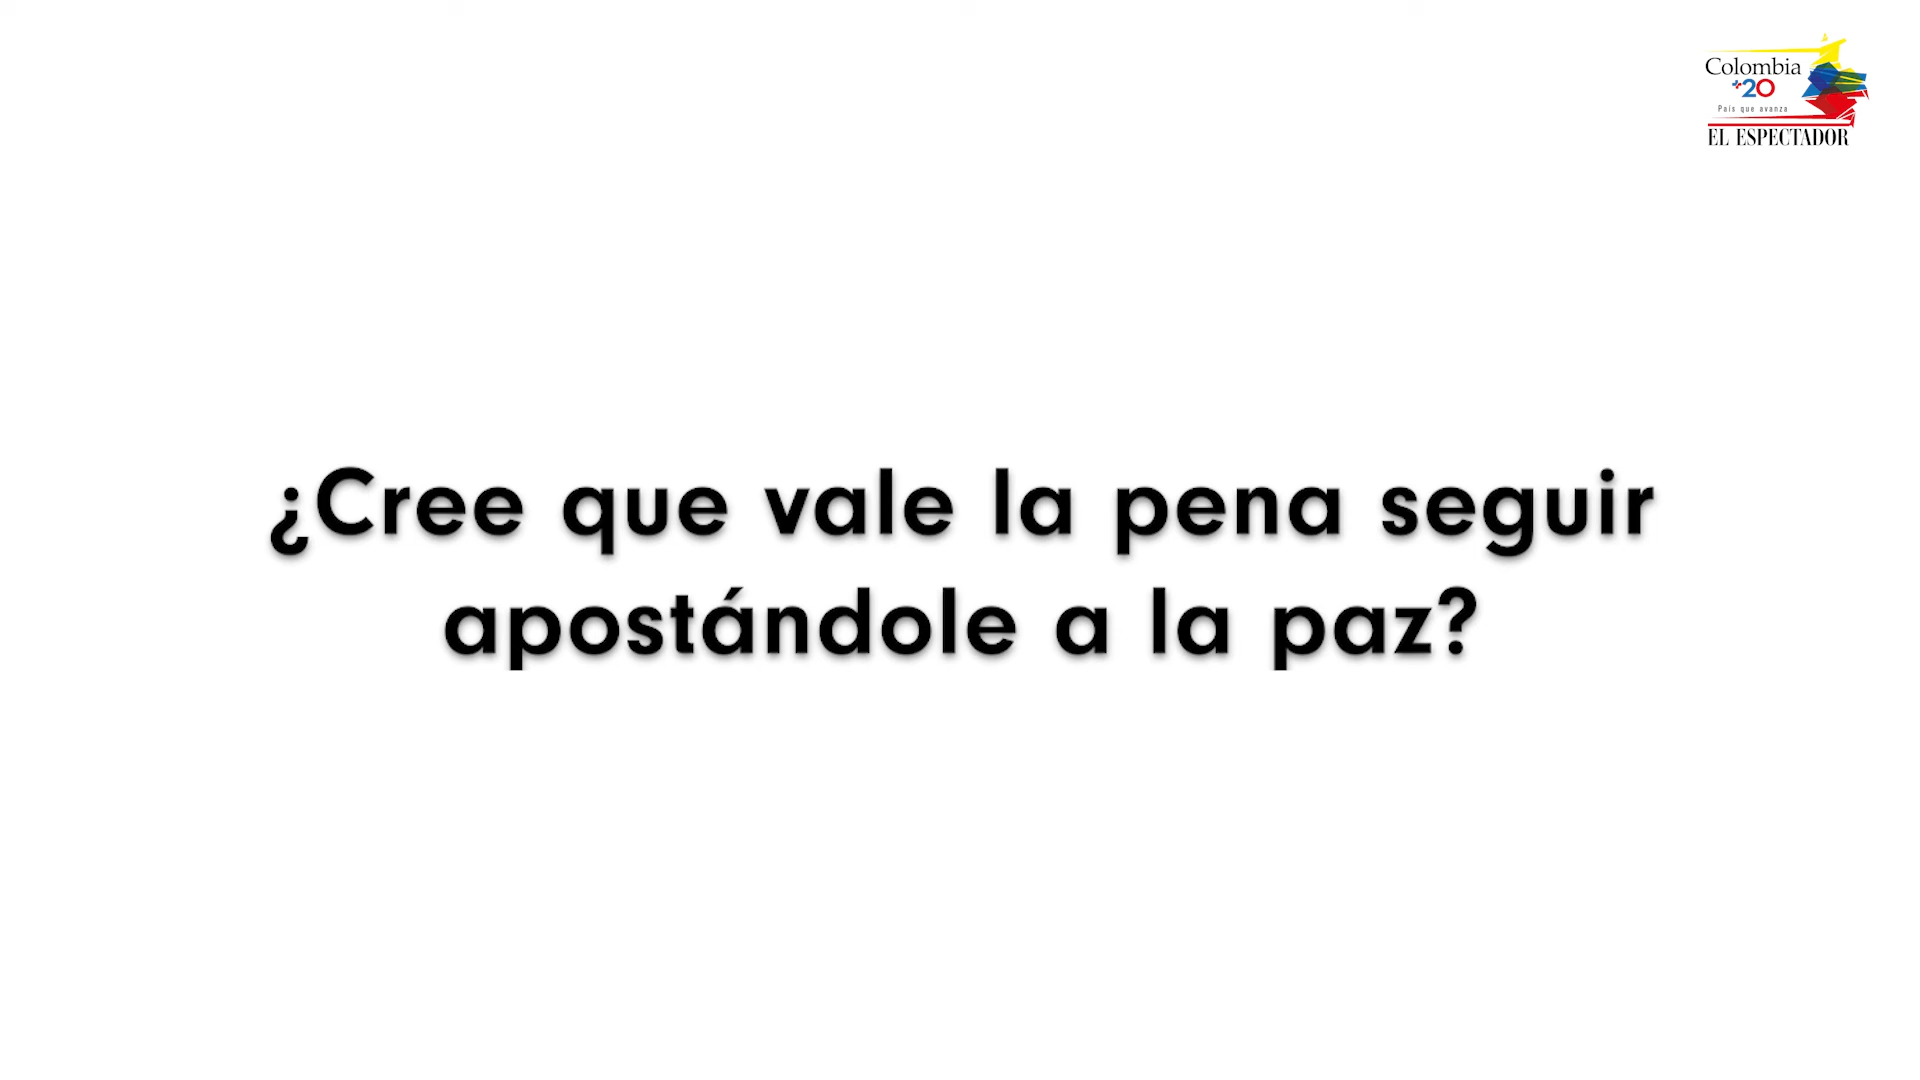 Colombia
+20
País que avanza
EL ESPECTADOR
¿Cree que vale la pena seguir
apostándole a la paz?